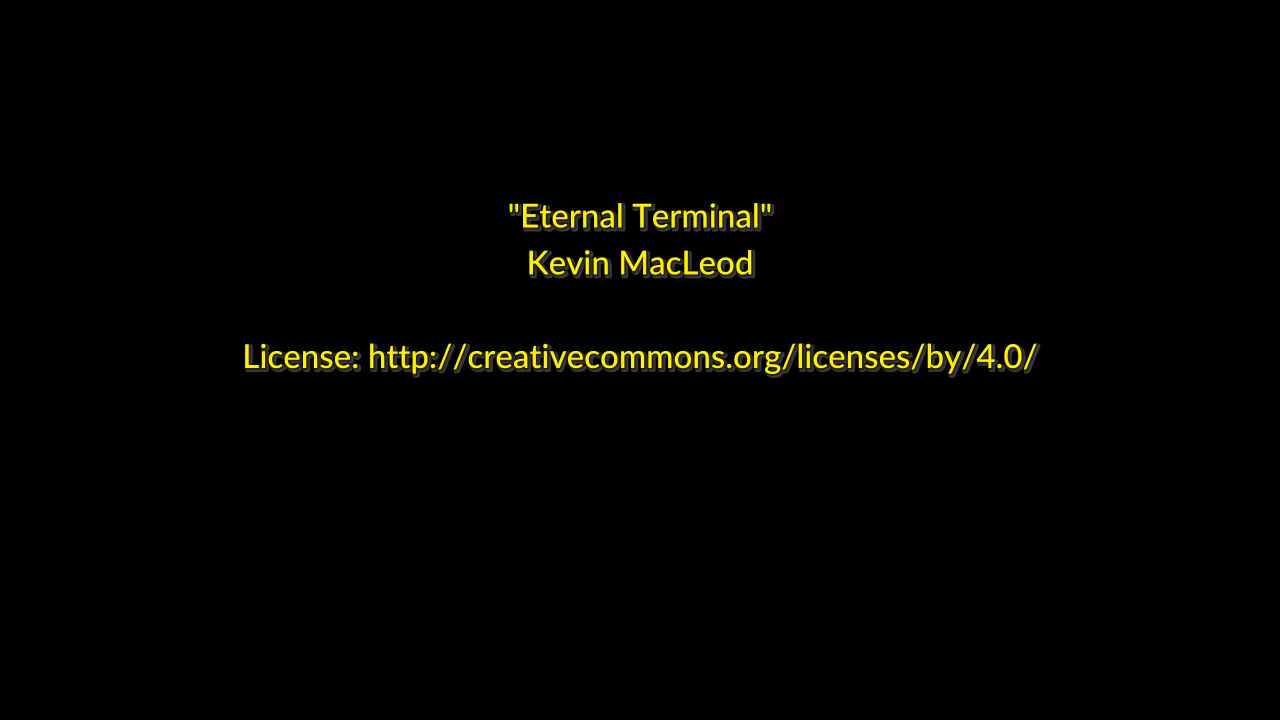 "Eternal Terminal"
Kevin MacLeod
License: http://creativecommons.org/licenses/by/4.0/